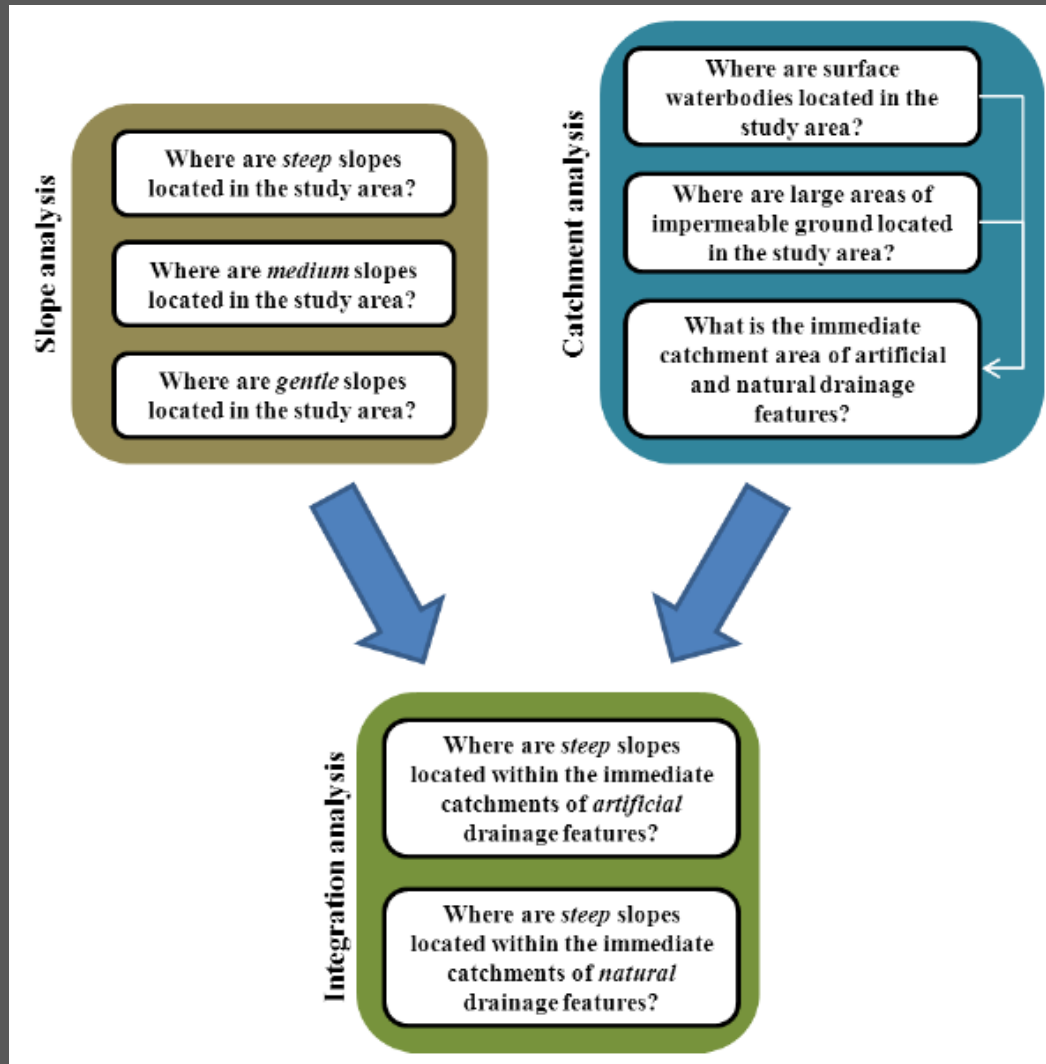 Slope analysis
Where are steep slopes
located in the study area?
Where are medium slopes
located in the study area?
Where are gentle slopes
located in the study area?
Catchment analysis
Where are surface
waterbodies located in the
study area?
Where are large areas of
impermeable ground located
in the study area?
What is the immediate
catchment area of artificial
and natural drainage
features?
Integration analysis
Where are steep slopes
located within the immediate
catchments of artificial
drainage features?
Where are steep slopes
located within the immediate
catchments of natural
drainage features?